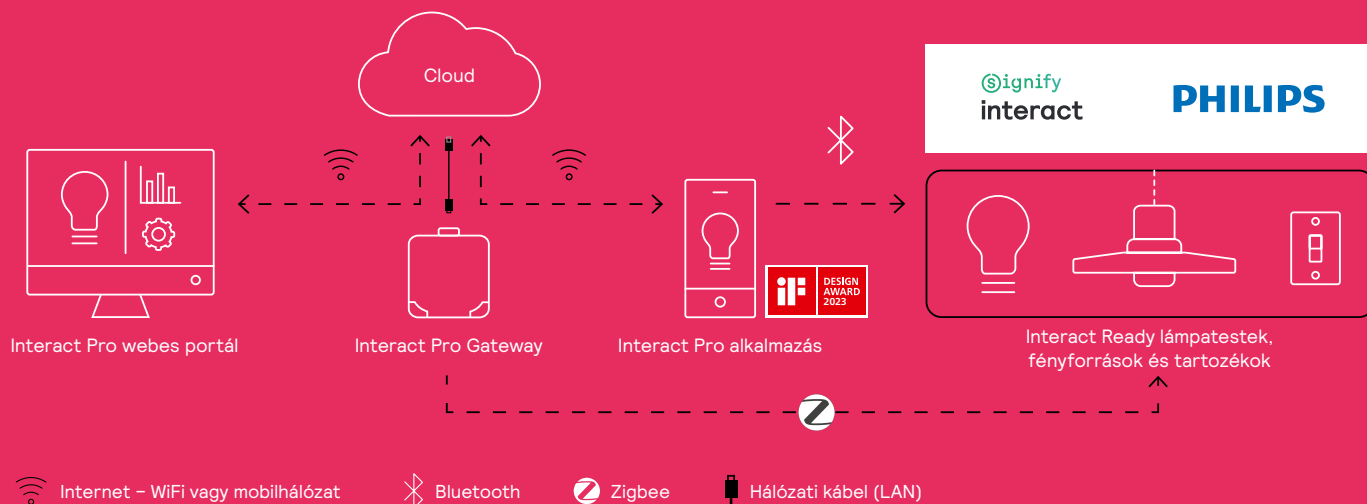 Cloud
Signify
interact
PHILIPS
iF
DESIGN
AWARD
2023
Interact Pro webes portál
Interact Pro Gateway
Interact Pro alkalmazás
Interact Ready lámpatestek,
fényforrások és tartozékok
Internet – WiFi vagy mobilhálózat
Bluetooth
Zigbee
Hálózati kábel (LAN)